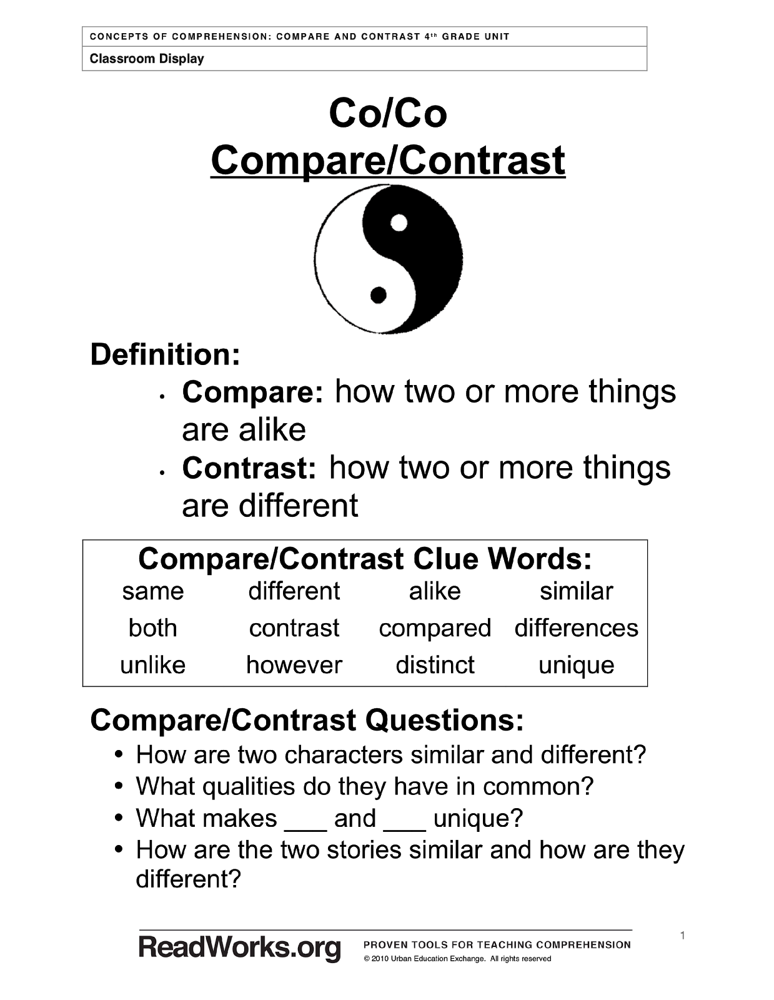 CONCEPTS OF COMPREHENSION: COMPARE AND CONTRAST 4th GRADE UNIT
Classroom Display
Co/Co
Compare/Contrast
Definition:
• Compare: how two or more things
are alike
• Contrast: how two or more things
are different
Compare/Contrast Clue Words:
same different alike similar
both contrast compared differences
unlike however distinct unique
Compare/Contrast Questions:
• How are two characters similar and different?
• What qualities do they have in common?
• What makes ___ and ___ unique?
• How are the two stories similar and how are they
different?
1
ReadWorks.org PROVEN TOOLS FOR TEACHING COMPREHENSION
© 2010 Urban Education Exchange. All rights reserved